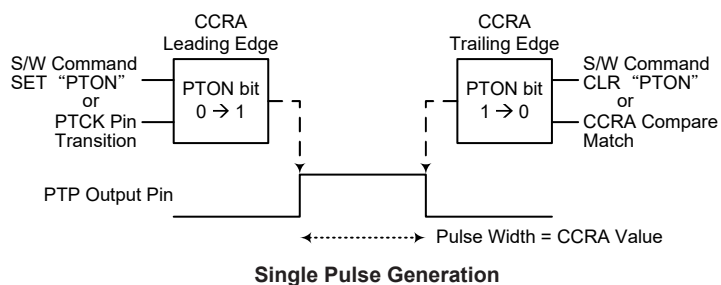 CCRA
Leading Edge
CCRA
Trailing Edge
S/W Command
SET “PTON”
or
PTCK Pin
Transition
PTON bit
0 → 1
PTON bit
1 → 0
S/W Command
CLR “PTON”
or
CCRA Compare
Match
PTP Output Pin
Pulse Width = CCRA Value
Single Pulse Generation